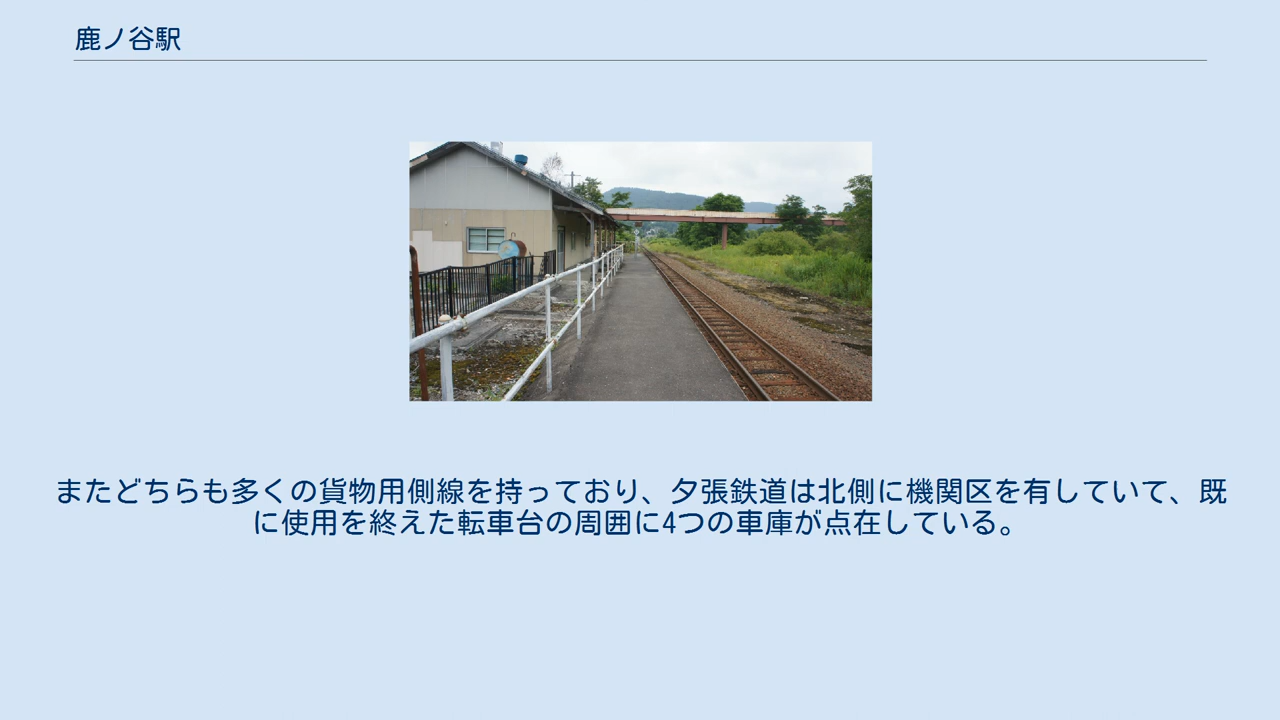 鹿ノ谷駅
またどちらも多くの貨物用側線を持っており、夕張鉄道は北側に機関区を有していて、既
に使用を終えた転車台の周囲に4つの車庫が点在している。